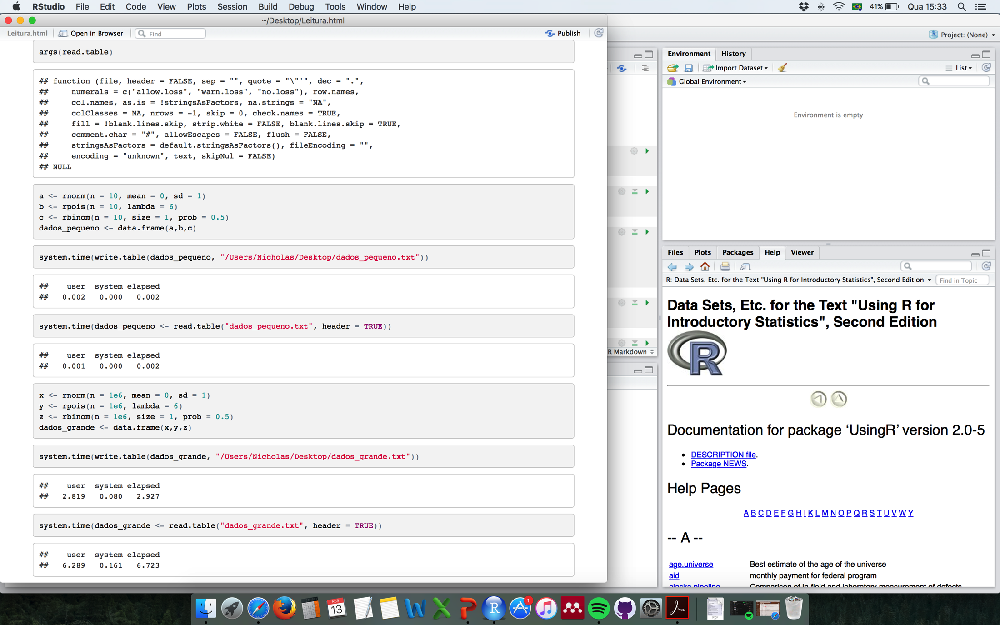 RStudio File Edit Code View Plots Session Build Debug Tools Window Help
41% Qua 15:33
~/Desktop/Leitura.html
Leitura.html Open in Browser Find Publish
args(read.table)
## function (file, header = FALSE, sep = "", quote = "\"'", dec = ".",
##     numerals = c("allow.loss", "warn.loss", "no.loss"), row.names,
##     col.names, as.is = !stringsAsFactors, na.strings = "NA",
##     colClasses = NA, nrows = -1, skip = 0, check.names = TRUE,
##     fill = !blank.lines.skip, strip.white = FALSE, blank.lines.skip = TRUE,
##     comment.char = "#", allowEscapes = FALSE, flush = FALSE,
##     stringsAsFactors = default.stringsAsFactors(), fileEncoding = "",
##     encoding = "unknown", text, skipNul = FALSE)
## NULL
a <- rnorm(n = 10, mean = 0, sd = 1)
b <- rpois(n = 10, lambda = 6)
c <- rbinom(n = 10, size = 1, prob = 0.5)
dados_pequeno <- data.frame(a,b,c)
system.time(write.table(dados_pequeno, "/Users/Nicholas/Desktop/dados_pequeno.txt"))
##    user  system elapsed
##   0.002   0.000   0.002
system.time(dados_pequeno <- read.table("dados_pequeno.txt", header = TRUE))
##    user  system elapsed
##   0.001   0.000   0.002
x <- rnorm(n = 1e6, mean = 0, sd = 1)
y <- rpois(n = 1e6, lambda = 6)
z <- rbinom(n = 1e6, size = 1, prob = 0.5)
dados_grande <- data.frame(x,y,z)
system.time(write.table(dados_grande, "/Users/Nicholas/Desktop/dados_grande.txt"))
##    user  system elapsed
##   2.819   0.080   2.927
system.time(dados_grande <- read.table("dados_grande.txt", header = TRUE))
##    user  system elapsed
##   6.289   0.161   6.723
R Markdown
Project: (None)
Environment History
Import Dataset List
Global Environment
Environment is empty
Files Plots Packages Help Viewer
R: Data Sets, Etc. for the Text "Using R for Introductory Statistics", Second Edition Find in Topic
Data Sets, Etc. for the Text "Using R for
Introductory Statistics", Second Edition
R
Documentation for package ‘UsingR’ version 2.0-5
DESCRIPTION file.
Package NEWS.
Help Pages
A B C D E F G H I K L M N O P Q R S T U V W Y
-- A --
age.universe Best estimate of the age of the universe
aid monthly payment for federal program
alaska.pipeline Comparison of in-field and laboratory measurement of defects
ABR
13
1
PDF